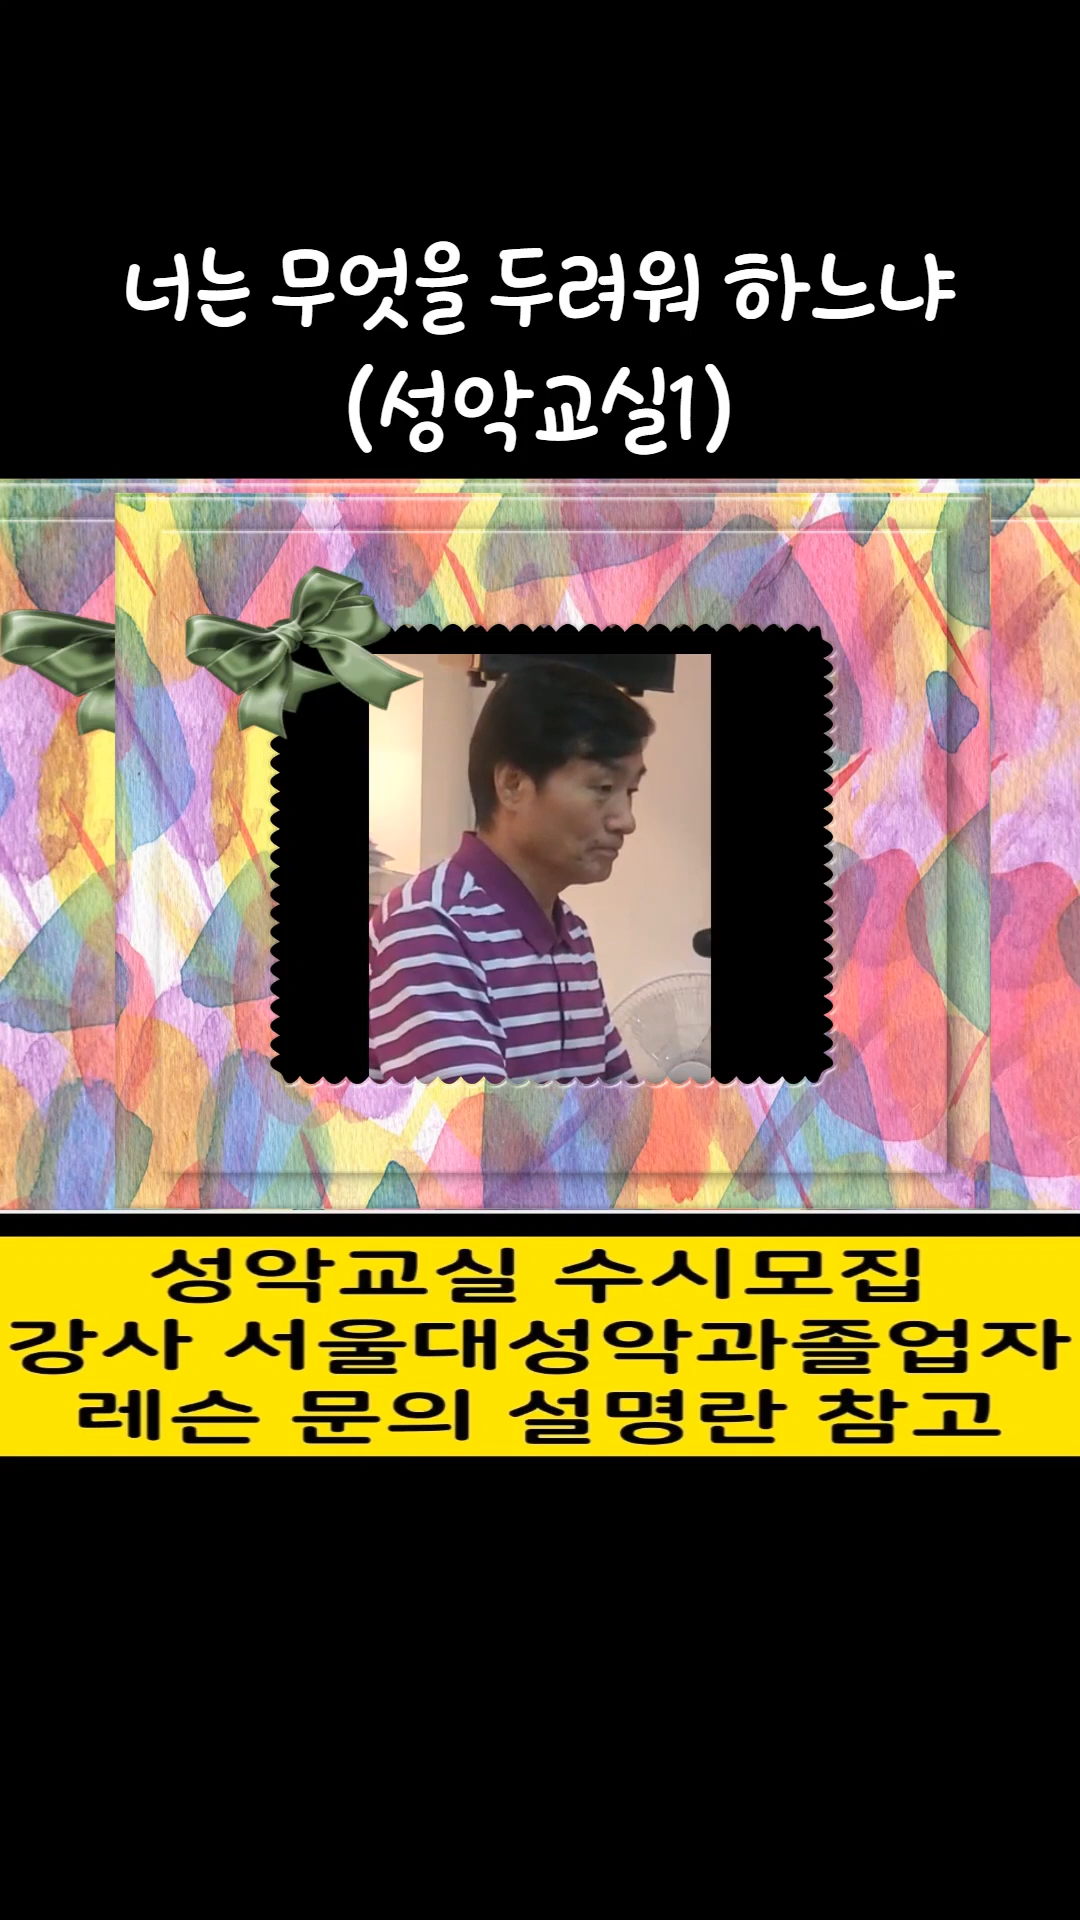 너는 무엇을 두려워 하느냐
(성악교실1)
성악교실 수시모집
강사 서울대성악과졸업자
레슨 문의 설명란 참고